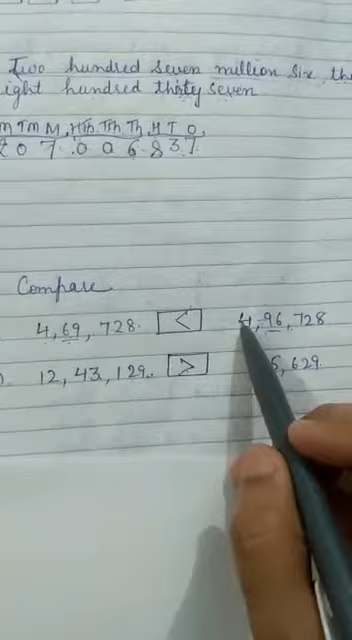 Two hundred seven million six
ight hundred thirty seven
m TM M, HTh. TTh Th, H T O,
2 0 7. 0 0 6. 8 3 7.
Compare
4,69,728. < 4,96,728
12,43,129. > 5,629.